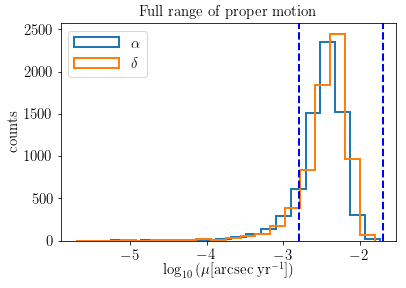 Full range of proper motion
α
δ
counts
2500
2000
1500
1000
500
0
−5 −4 −3 −2
log₁₀(μ[arcsec yr⁻¹])